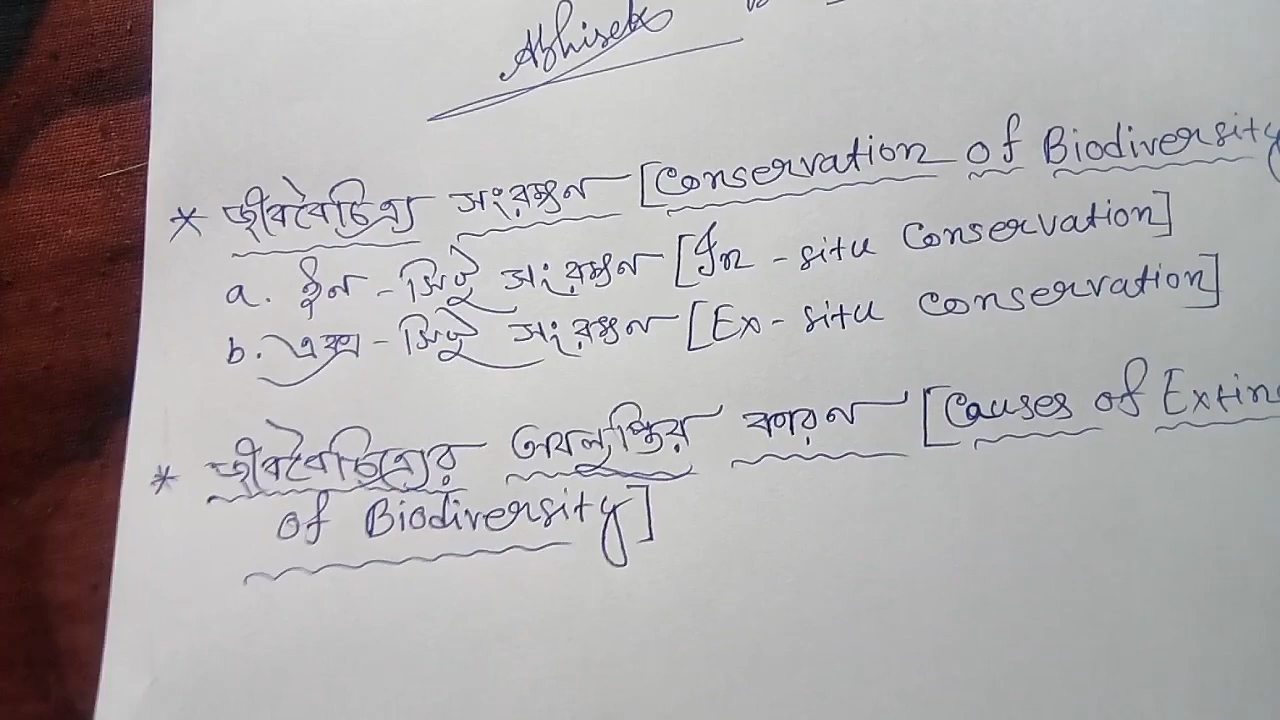 Abhisek
* জীববৈচিত্র্য সংরক্ষণ [Conservation of Biodiversity
a. ইন - সিটু সংরক্ষণ [In - situ Conservation]
b. এক্স - সিটু সংরক্ষণ [Ex - situ conservation]
* জীববৈচিত্র্যের অবলুপ্তির কারণ [Causes of Extin
of Biodiversity]